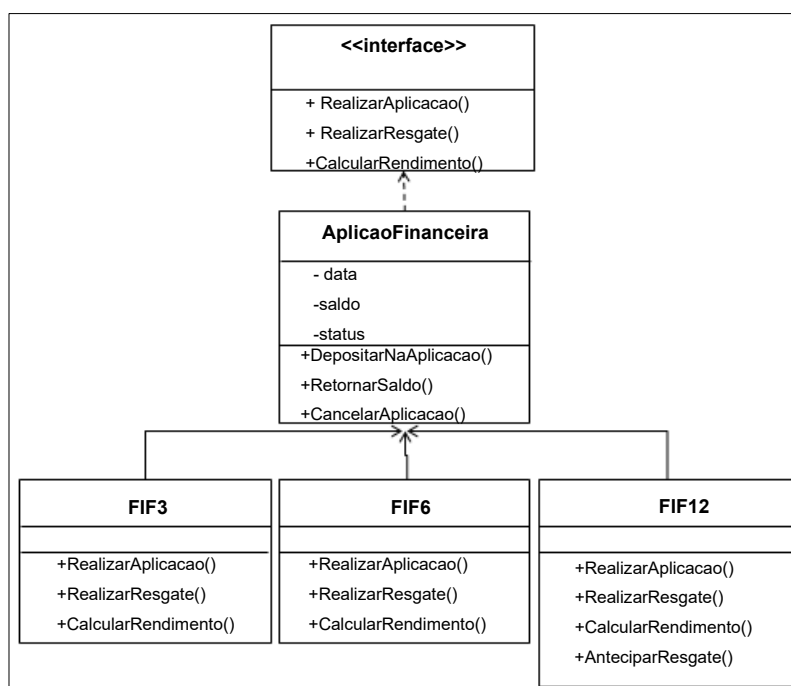 <<interface>>
+ RealizarAplicacao()
+ RealizarResgate()
+CalcularRendimento()
AplicaoFinanceira
- data
-saldo
-status
+DepositarNaAplicacao()
+RetornarSaldo()
+CancelarAplicacao()
FIF3
+RealizarAplicacao()
+RealizarResgate()
+CalcularRendimento()
FIF6
+RealizarAplicacao()
+RealizarResgate()
+CalcularRendimento()
FIF12
+RealizarAplicacao()
+RealizarResgate()
+CalcularRendimento()
+AnteciparResgate()